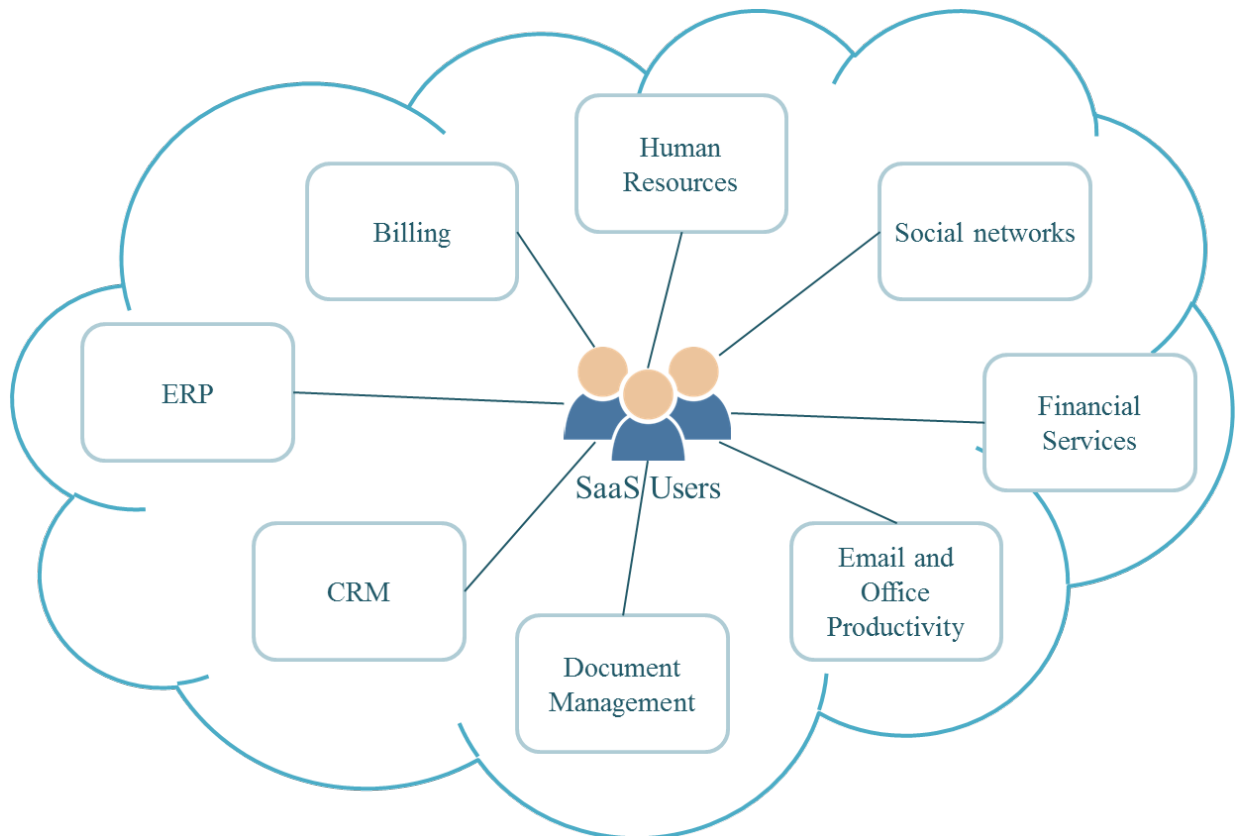 Human
Resources
Billing
Social networks
ERP
Financial
Services
SaaS Users
CRM
Email and
Office
Productivity
Document
Management